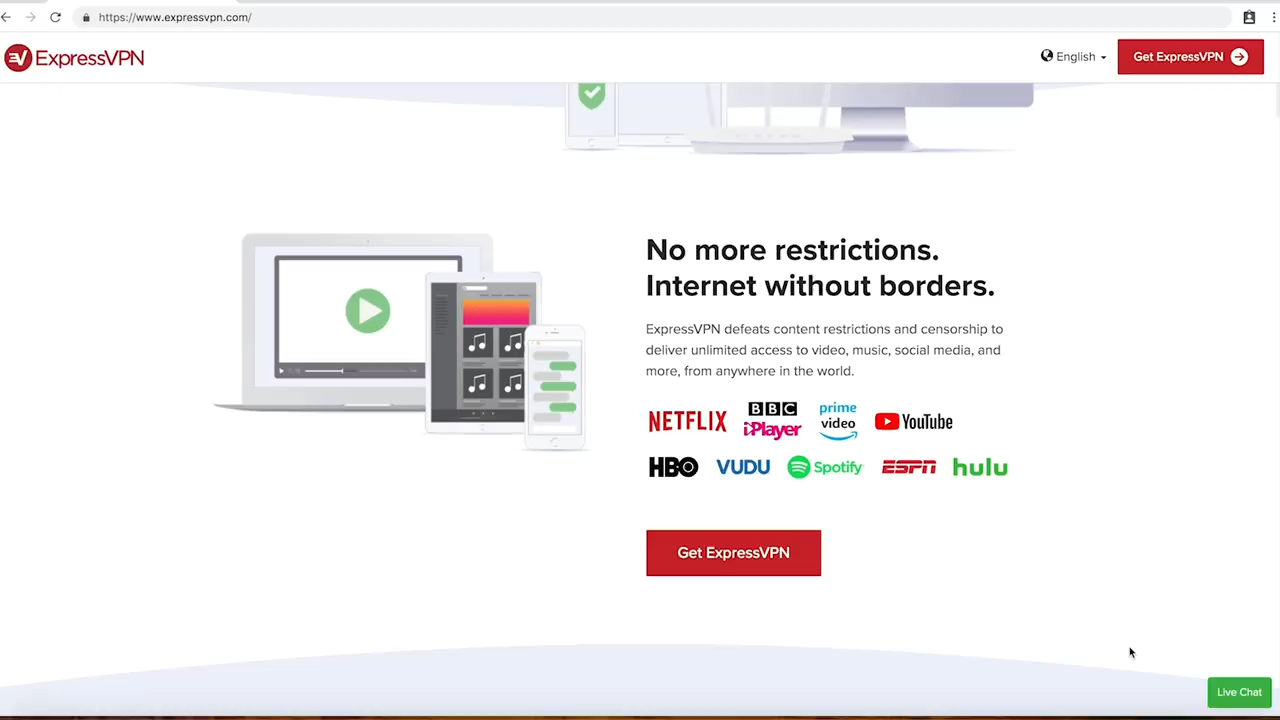 https://www.expressvpn.com/
ExpressVPN
English
Get ExpressVPN
No more restrictions.
Internet without borders.
ExpressVPN defeats content restrictions and censorship to
deliver unlimited access to video, music, social media, and
more, from anywhere in the world.
NETFLIX
BBC
iPlayer
prime
video
YouTube
HBO
VUDU
Spotify
ESPN
hulu
Get ExpressVPN
Live Chat